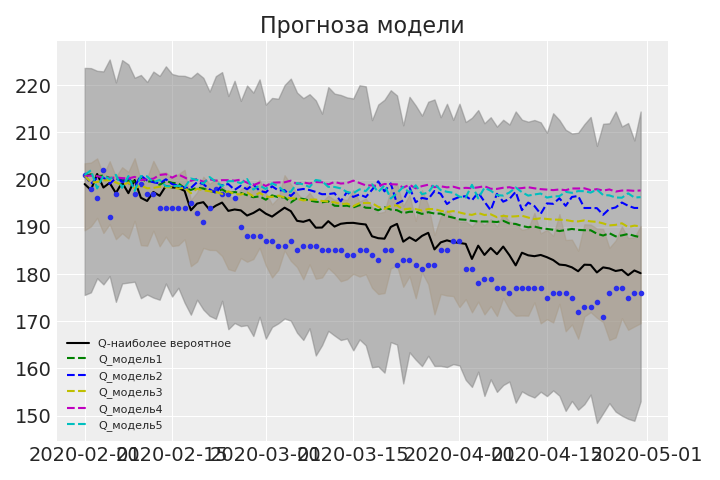 Прогноза модели
220
210
200
190
180
170
160
150
Q-наиболее вероятное
Q_модель1
Q_модель2
Q_модель3
Q_модель4
Q_модель5
2020-02-01 2020-02-15 2020-03-01 2020-03-15 2020-04-01 2020-04-15 2020-05-01